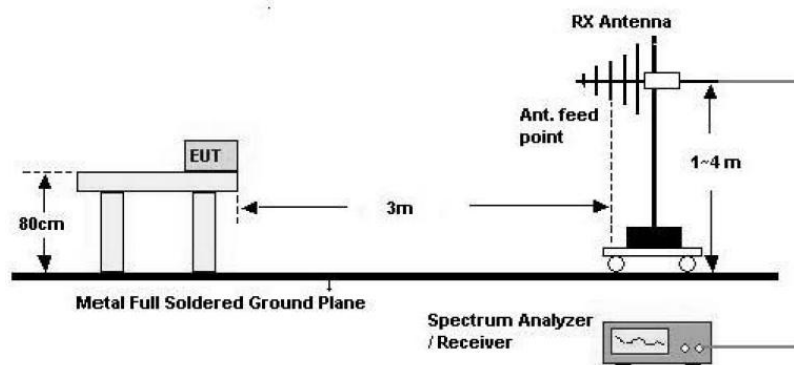 RX Antenna
Ant. feed
point
EUT
1~4 m
3m
80cm
Metal Full Soldered Ground Plane
Spectrum Analyzer
/ Receiver